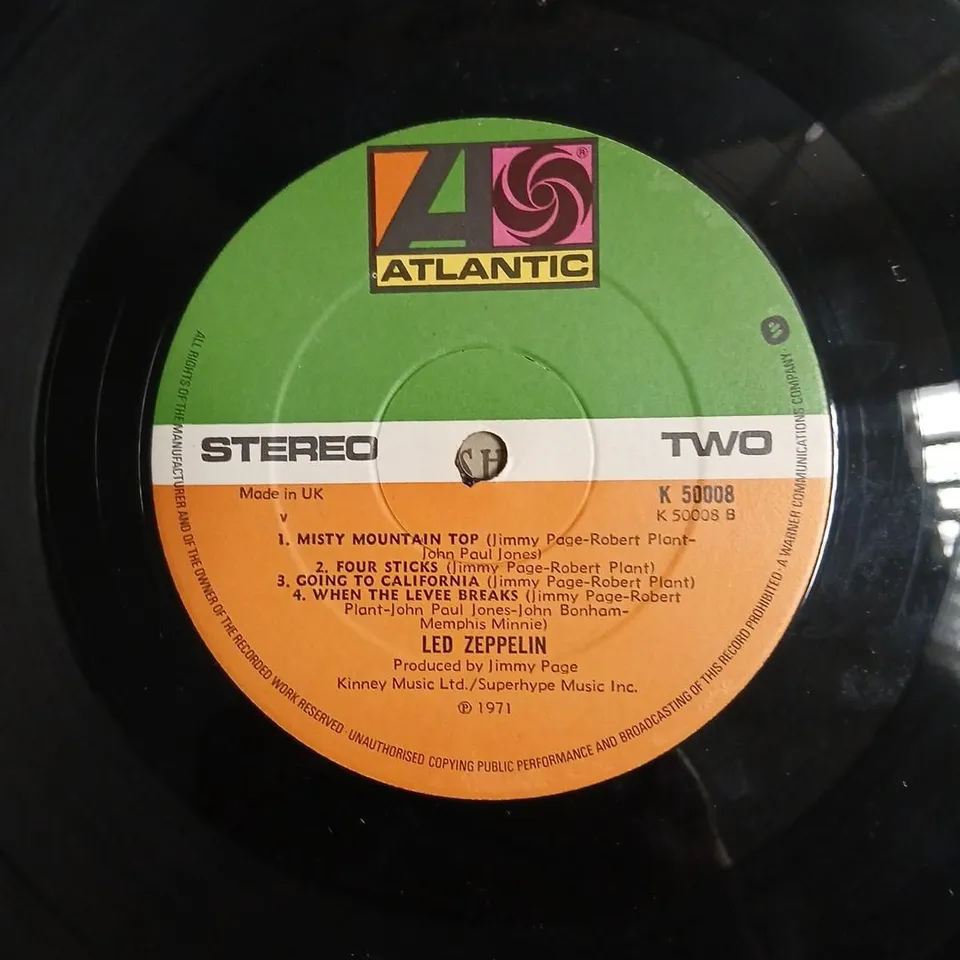 ®
ATLANTIC
STEREO
TWO
SH
Made in UK
K 50008
K 50008 B
V
1. MISTY MOUNTAIN TOP (Jimmy Page-Robert Plant-
John Paul Jones)
2. FOUR STICKS (Jimmy Page-Robert Plant)
3. GOING TO CALIFORNIA (Jimmy Page-Robert Plant)
4. WHEN THE LEVEE BREAKS (Jimmy Page-Robert
Plant-John Paul Jones-John Bonham-
Memphis Minnie)
LED ZEPPELIN
Produced by Jimmy Page
Kinney Music Ltd./Superhype Music Inc.
℗ 1971
ALL RIGHTS OF THE MANUFACTURER AND OF THE OWNER OF THE RECORDED WORK RESERVED · UNAUTHORISED COPYING PUBLIC PERFORMANCE AND BROADCASTING OF THIS RECORD PROHIBITED · A WARNER COMMUNICATIONS COMPANY ·